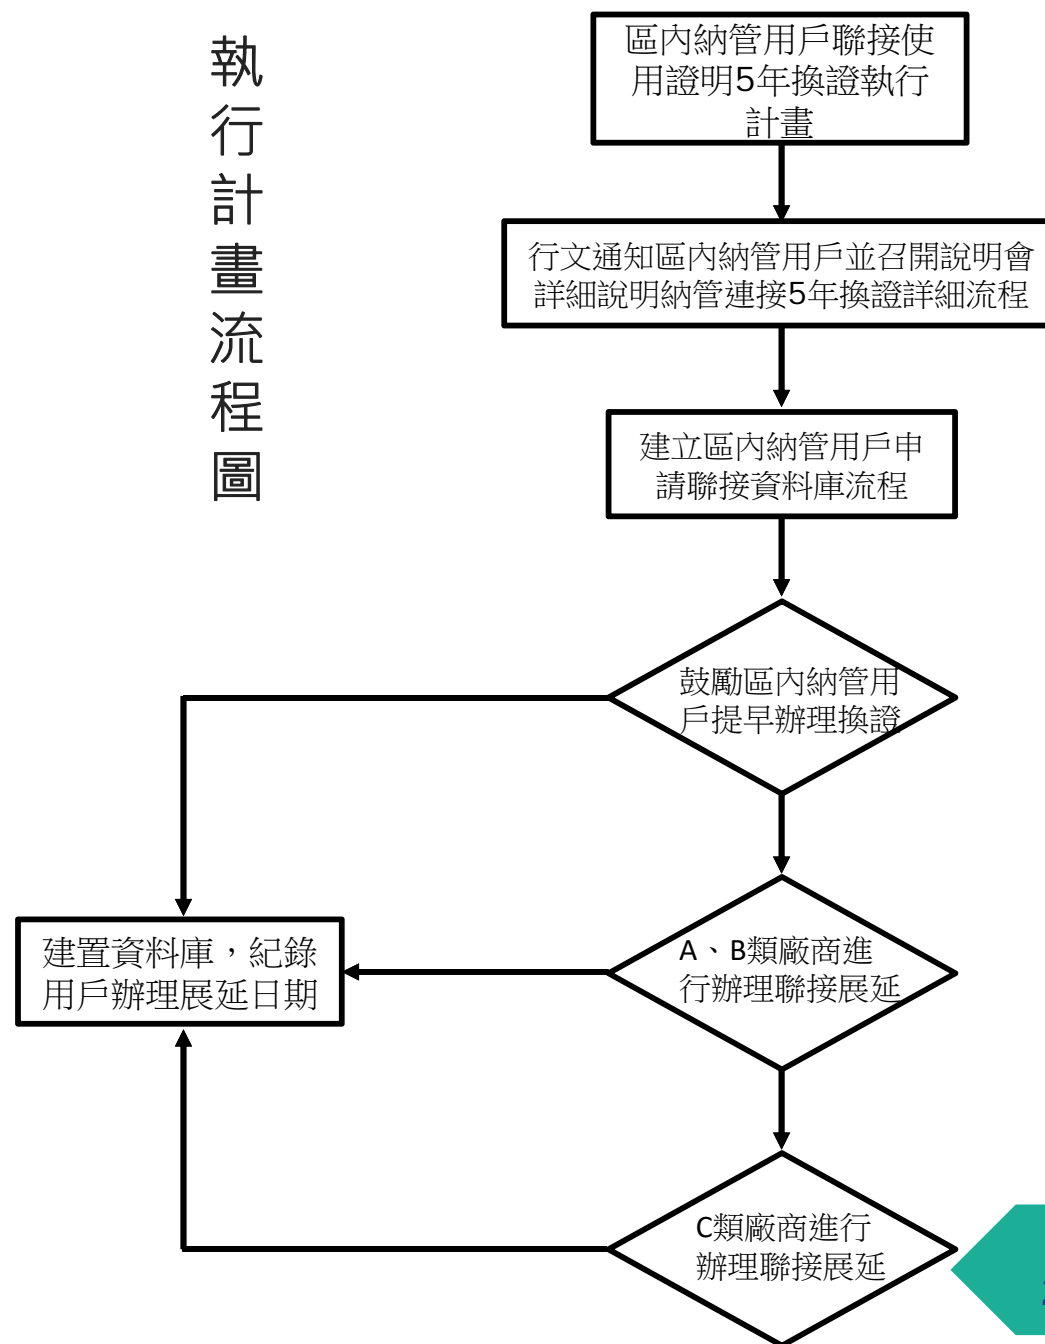 執行計畫流程圖
區內納管用戶聯接使
用證明5年換證執行
計畫
行文通知區內納管用戶並召開說明會
詳細說明納管連接5年換證詳細流程
建立區內納管用戶申
請聯接資料庫流程
鼓勵區內納管用
戶提早辦理換證
建置資料庫，紀錄
用戶辦理展延日期
A、B類廠商進
行辦理聯接展延
C類廠商進行
辦理聯接展延